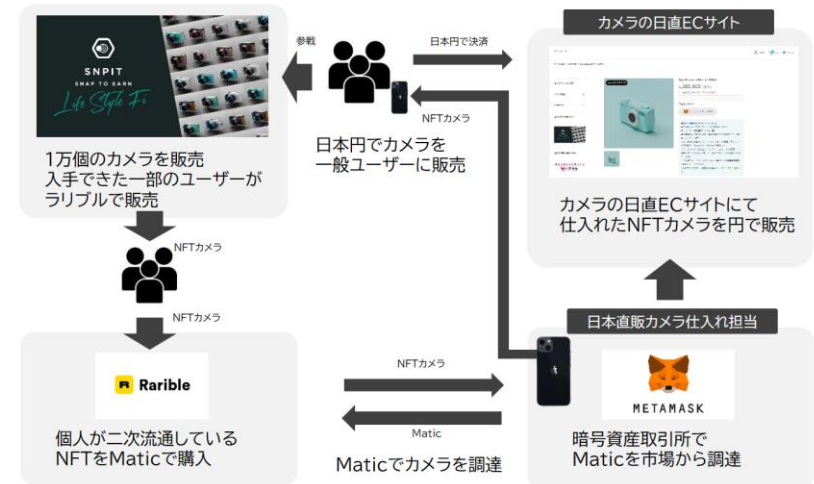 SNPIT
SNAP TO EARN
Life Style Fi
1万個のカメラを販売
入手できた一部のユーザーが
ラリブルで販売
参戦
日本円で決済
NFTカメラ
日本円でカメラを
一般ユーザーに販売
カメラの日直ECサイト
カメラの日直ECサイトにて
仕入れたNFTカメラを円で販売
NFTカメラ
NFTカメラ
Rarible
個人が二次流通している
NFTをMaticで購入
NFTカメラ
Matic
Maticでカメラを調達
日本直販カメラ仕入れ担当
METAMASK
暗号資産取引所で
Maticを市場から調達